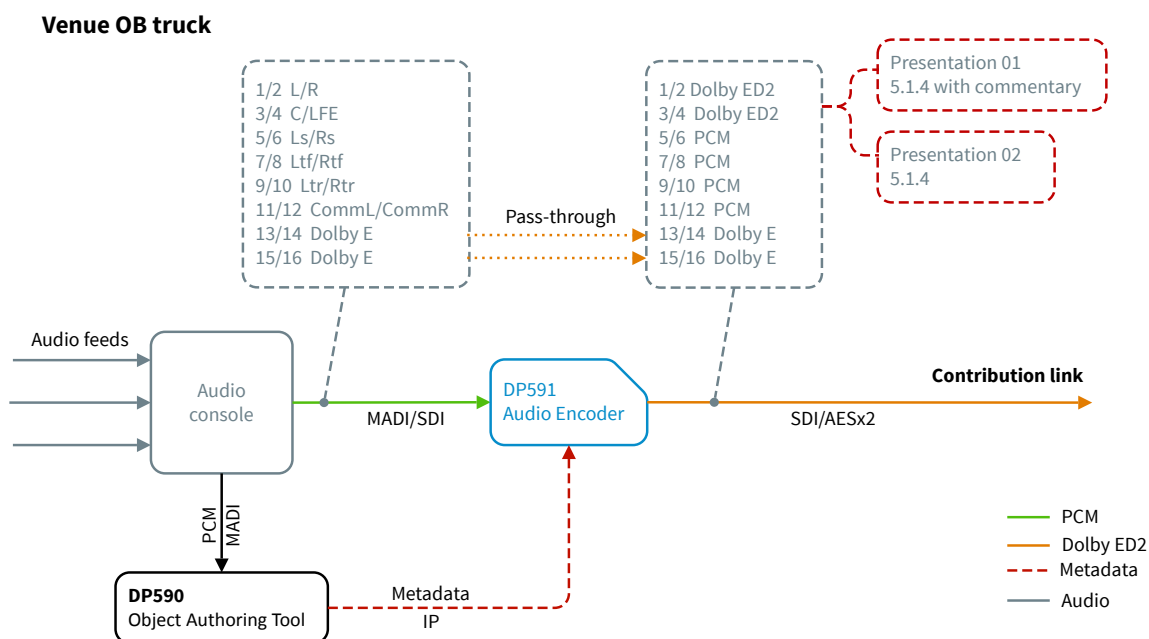 Venue OB truck
1/2 L/R
3/4 C/LFE
5/6 Ls/Rs
7/8 Ltf/Rtf
9/10 Ltr/Rtr
11/12 CommL/CommR
13/14 Dolby E
15/16 Dolby E
Pass-through
1/2 Dolby ED2
3/4 Dolby ED2
5/6 PCM
7/8 PCM
9/10 PCM
11/12 PCM
13/14 Dolby E
15/16 Dolby E
Presentation 01
5.1.4 with commentary
Presentation 02
5.1.4
Audio feeds
Audio
console
MADI/SDI
DP591
Audio Encoder
Contribution link
SDI/AESx2
PCM
MADI
DP590
Object Authoring Tool
Metadata
IP
PCM
Dolby ED2
Metadata
Audio